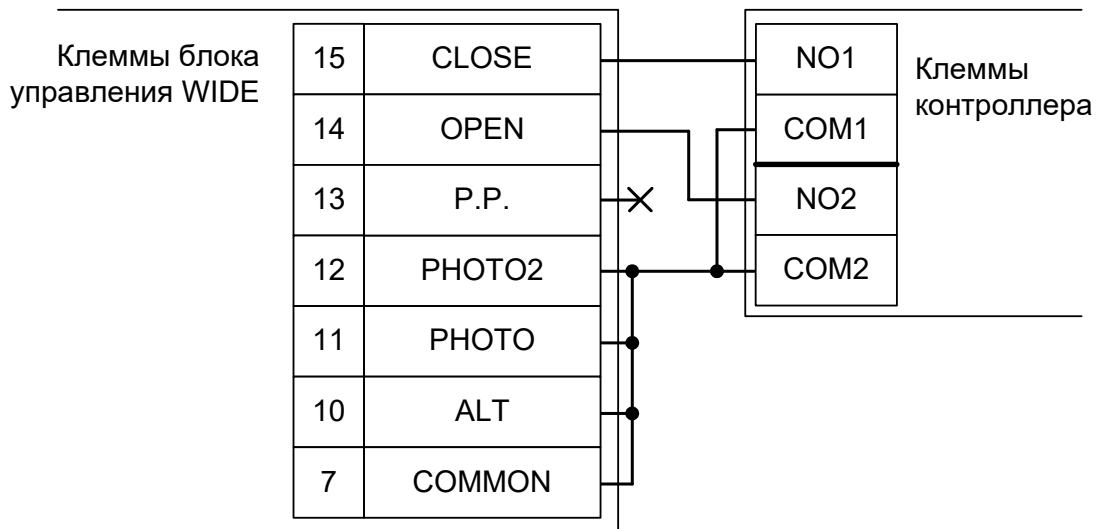 Клеммы блока
управления WIDE
15 CLOSE
14 OPEN
13 P.P.
12 PHOTO2
11 PHOTO
10 ALT
7 COMMON
NO1
COM1
NO2
COM2
Клеммы
контроллера